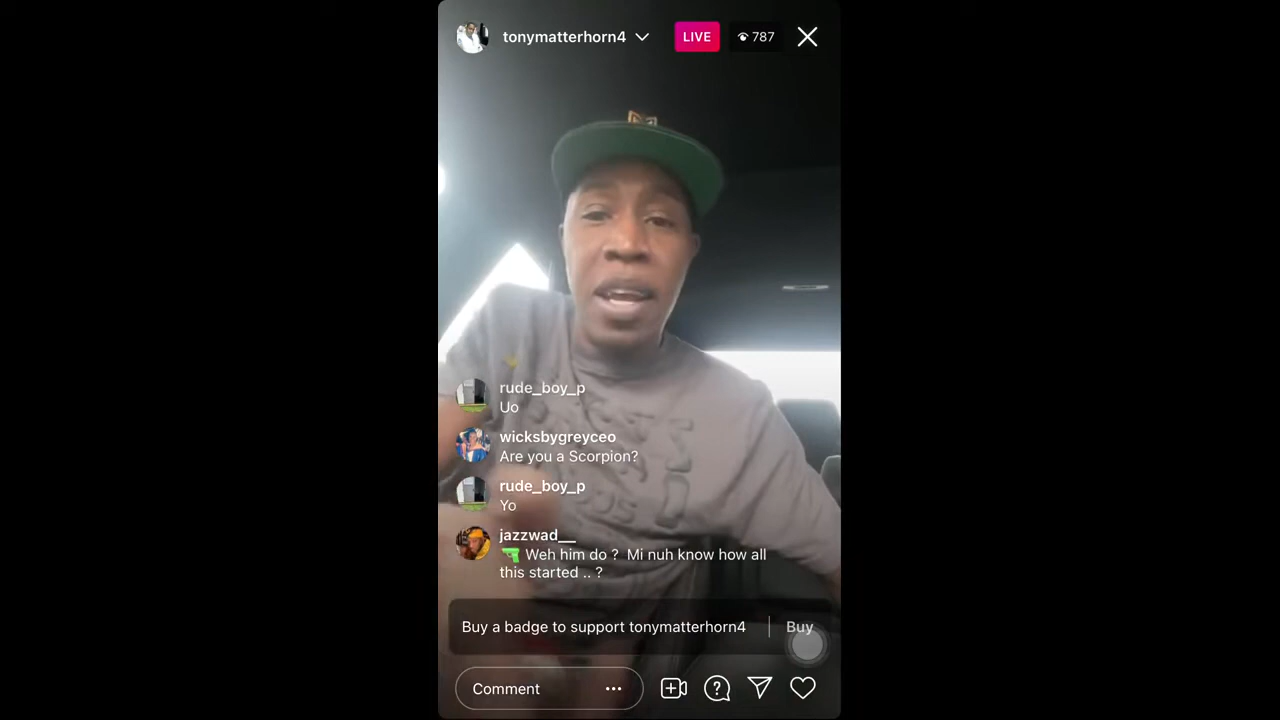 tonymatterhorn4
LIVE
787
rude_boy_p
Uo
wicksbygreyceo
Are you a Scorpion?
rude_boy_p
Yo
jazzwad__
🔫 Weh him do ? Mi nuh know how all
this started .. ?
Buy a badge to support tonymatterhorn4 | Buy
Comment